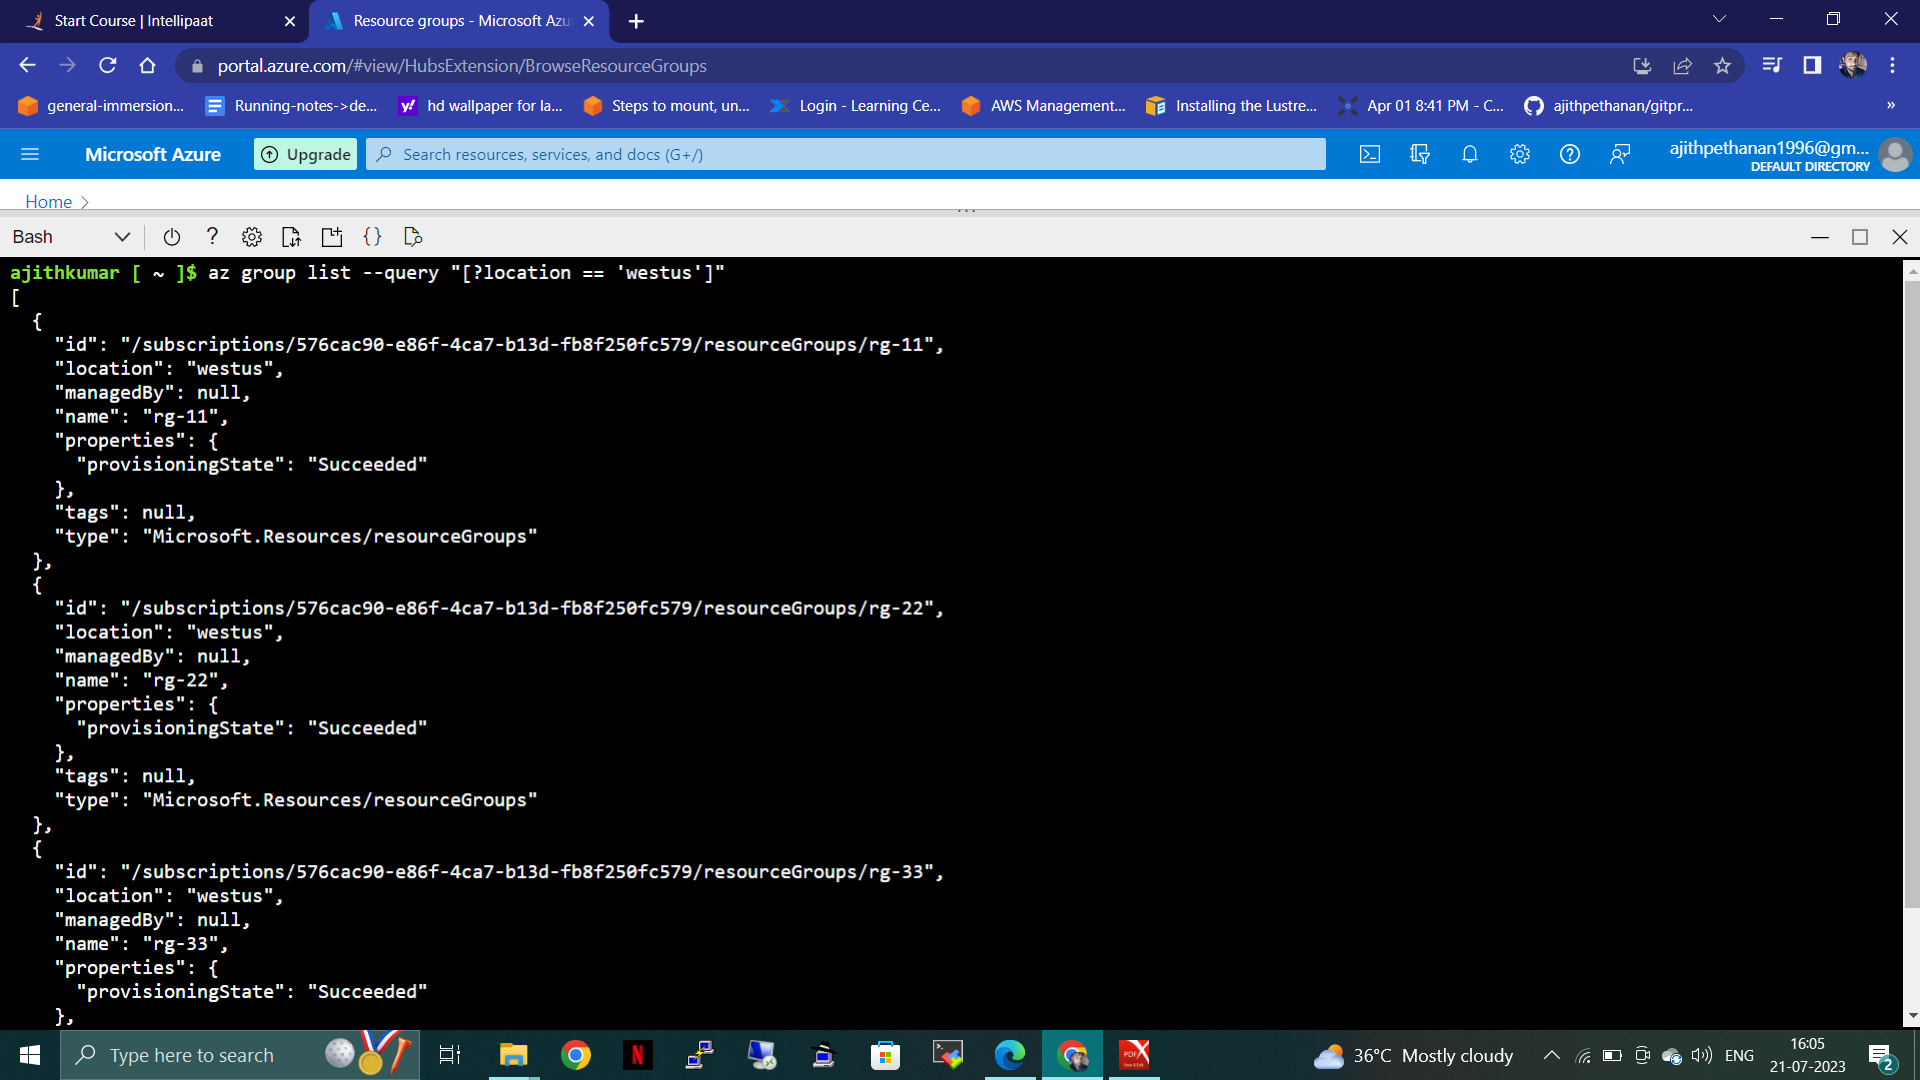 Start Course | Intellipaat
Resource groups - Microsoft Azu
portal.azure.com/#view/HubsExtension/BrowseResourceGroups
general-immersion...
Running-notes->de...
hd wallpaper for la...
Steps to mount, un...
Login - Learning Ce...
AWS Management...
Installing the Lustre...
Apr 01 8:41 PM - C...
ajithpethanan/gitpr...
»
Microsoft Azure
Upgrade
Search resources, services, and docs (G+/)
ajithpethanan1996@gm...
DEFAULT DIRECTORY
Home >
Bash
ajithkumar [ ~ ]$ az group list --query "[?location == 'westus']"
[
  {
    "id": "/subscriptions/576cac90-e86f-4ca7-b13d-fb8f250fc579/resourceGroups/rg-11",
    "location": "westus",
    "managedBy": null,
    "name": "rg-11",
    "properties": {
      "provisioningState": "Succeeded"
    },
    "tags": null,
    "type": "Microsoft.Resources/resourceGroups"
  },
  {
    "id": "/subscriptions/576cac90-e86f-4ca7-b13d-fb8f250fc579/resourceGroups/rg-22",
    "location": "westus",
    "managedBy": null,
    "name": "rg-22",
    "properties": {
      "provisioningState": "Succeeded"
    },
    "tags": null,
    "type": "Microsoft.Resources/resourceGroups"
  },
  {
    "id": "/subscriptions/576cac90-e86f-4ca7-b13d-fb8f250fc579/resourceGroups/rg-33",
    "location": "westus",
    "managedBy": null,
    "name": "rg-33",
    "properties": {
      "provisioningState": "Succeeded"
    },
Type here to search
36°C Mostly cloudy
ENG
16:05
21-07-2023
2